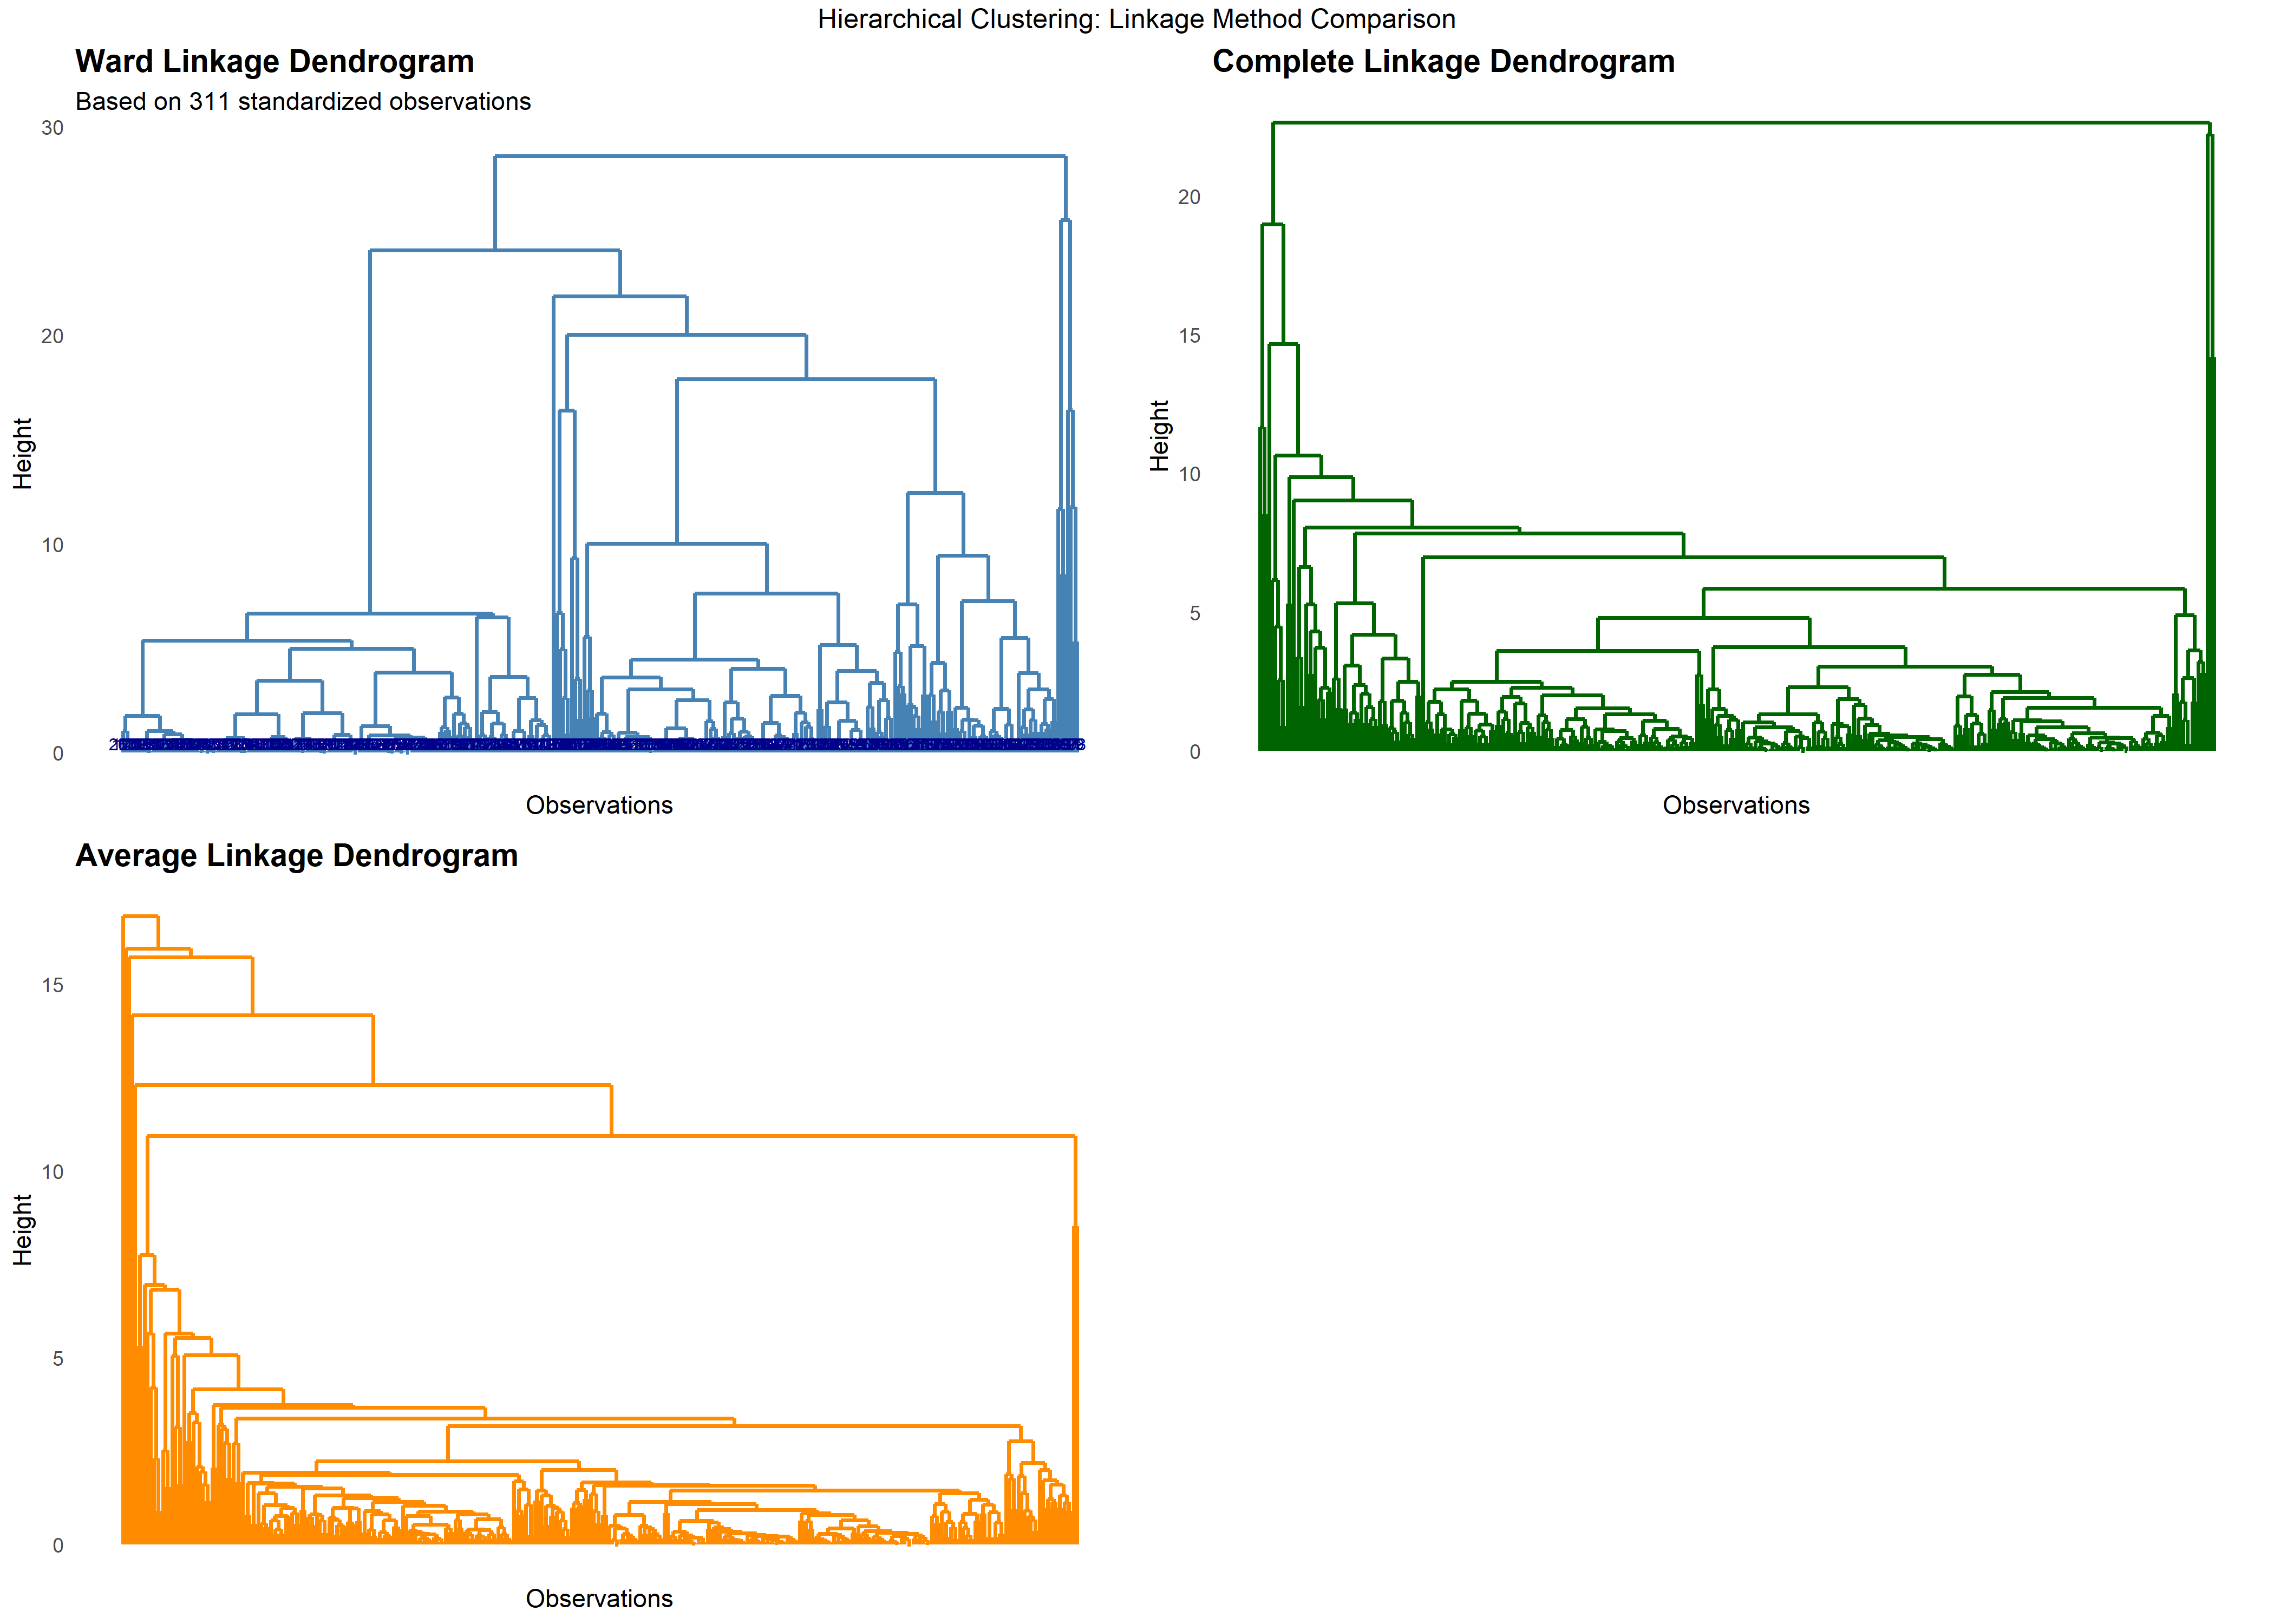 Hierarchical Clustering: Linkage Method Comparison
Ward Linkage Dendrogram
Based on 311 standardized observations
30
20
10
0
Height
Observations
Complete Linkage Dendrogram
20
15
10
5
0
Height
Observations
Average Linkage Dendrogram
15
10
5
0
Height
Observations